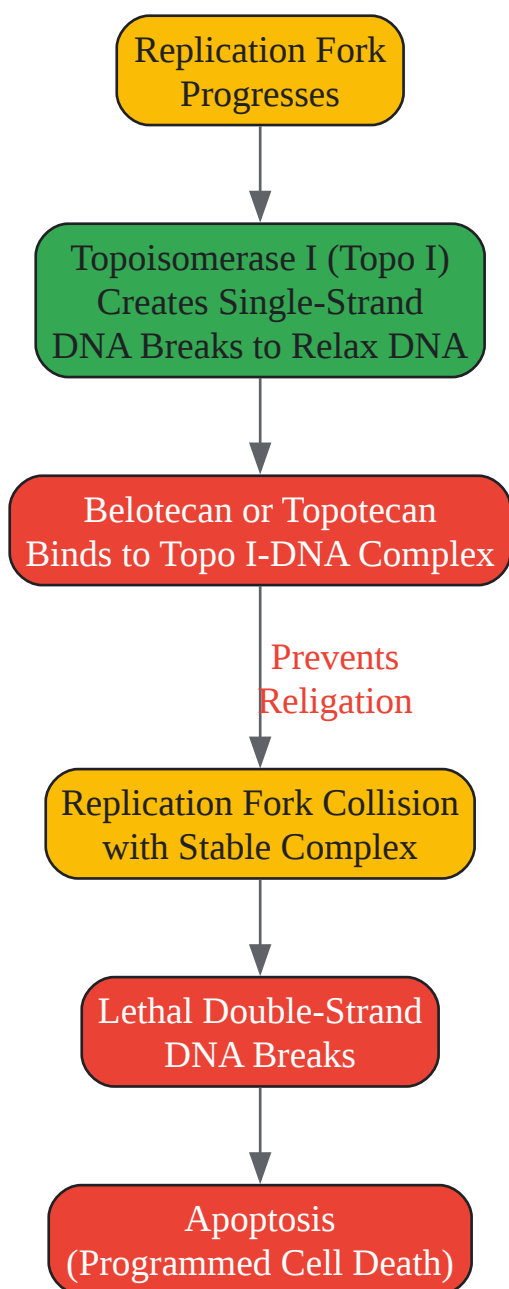 Replication Fork
Progresses
Topoisomerase I (Topo I)
Creates Single-Strand
DNA Breaks to Relax DNA
Belotecan or Topotecan
Binds to Topo I-DNA Complex
Prevents
Religation
Replication Fork Collision
with Stable Complex
Lethal Double-Strand
DNA Breaks
Apoptosis
(Programmed Cell Death)